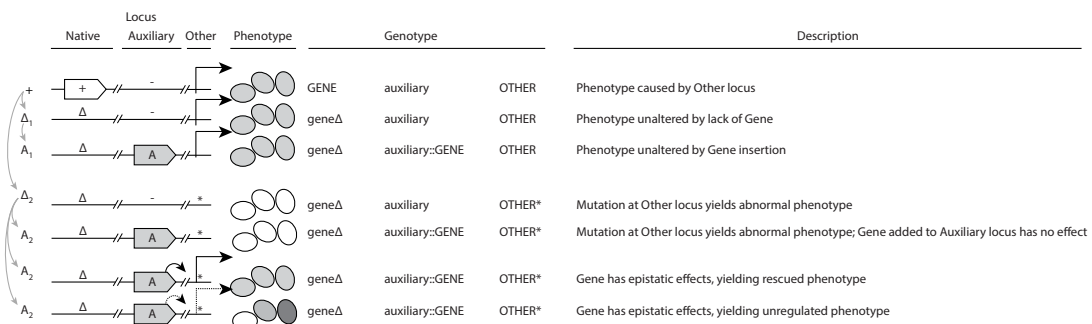 Locus
Native Auxiliary Other Phenotype Genotype Description
+ + - GENE auxiliary OTHER Phenotype caused by Other locus
Δ1 Δ - geneΔ auxiliary OTHER Phenotype unaltered by lack of Gene
A1 Δ A geneΔ auxiliary::GENE OTHER Phenotype unaltered by Gene insertion
Δ2 Δ - * geneΔ auxiliary OTHER* Mutation at Other locus yields abnormal phenotype
A2 Δ A * geneΔ auxiliary::GENE OTHER* Mutation at Other locus yields abnormal phenotype; Gene added to Auxiliary locus has no effect
A2 Δ A * geneΔ auxiliary::GENE OTHER* Gene has epistatic effects, yielding rescued phenotype
A2 Δ A * geneΔ auxiliary::GENE OTHER* Gene has epistatic effects, yielding unregulated phenotype